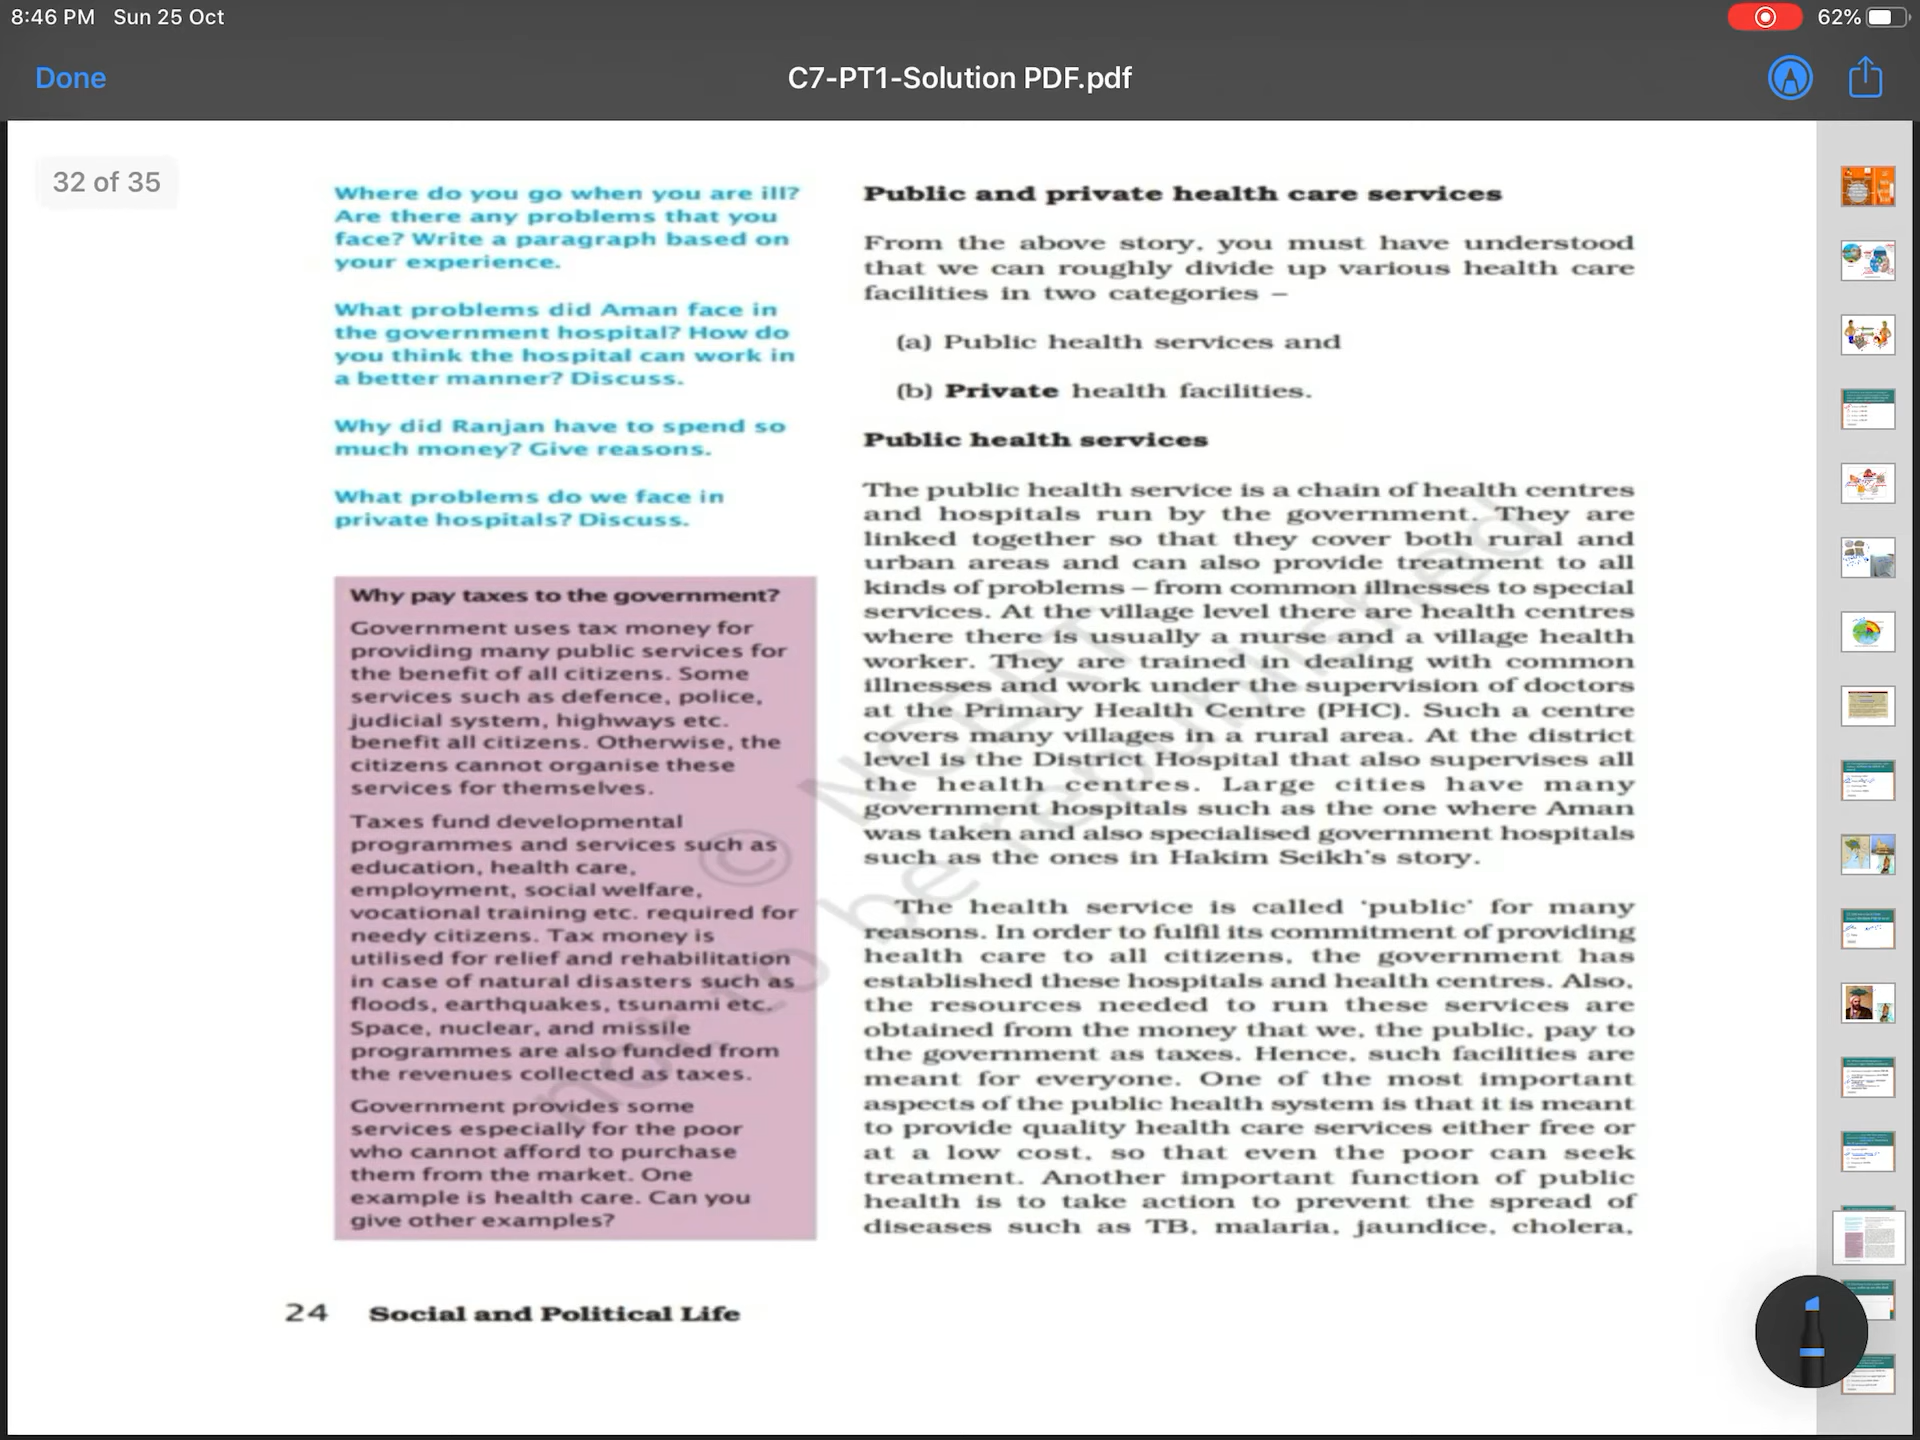 8:46 PM Sun 25 Oct
62%
Done
C7-PT1-Solution PDF.pdf
32 of 35
Where do you go when you are ill?
Are there any problems that you
face? Write a paragraph based on
your experience.
What problems did Aman face in
the government hospital? How do
you think the hospital can work in
a better manner? Discuss.
Why did Ranjan have to spend so
much money? Give reasons.
What problems do we face in
private hospitals? Discuss.
Why pay taxes to the government?
Government uses tax money for
providing many public services for
the benefit of all citizens. Some
services such as defence, police,
judicial system, highways etc.
benefit all citizens. Otherwise, the
citizens cannot organise these
services for themselves.
Taxes fund developmental
programmes and services such as
education, health care,
employment, social welfare,
vocational training etc. required for
needy citizens. Tax money is
utilised for relief and rehabilitation
in case of natural disasters such as
floods, earthquakes, tsunami etc.
Space, nuclear, and missile
programmes are also funded from
the revenues collected as taxes.
Government provides some
services especially for the poor
who cannot afford to purchase
them from the market. One
example is health care. Can you
give other examples?
Public and private health care services
From the above story, you must have understood
that we can roughly divide up various health care
facilities in two categories –
(a) Public health services and
(b) Private health facilities.
Public health services
The public health service is a chain of health centres
and hospitals run by the government. They are
linked together so that they cover both rural and
urban areas and can also provide treatment to all
kinds of problems – from common illnesses to special
services. At the village level there are health centres
where there is usually a nurse and a village health
worker. They are trained in dealing with common
illnesses and work under the supervision of doctors
at the Primary Health Centre (PHC). Such a centre
covers many villages in a rural area. At the district
level is the District Hospital that also supervises all
the health centres. Large cities have many
government hospitals such as the one where Aman
was taken and also specialised government hospitals
such as the ones in Hakim Seikh's story.
The health service is called 'public' for many
reasons. In order to fulfil its commitment of providing
health care to all citizens, the government has
established these hospitals and health centres. Also,
the resources needed to run these services are
obtained from the money that we, the public, pay to
the government as taxes. Hence, such facilities are
meant for everyone. One of the most important
aspects of the public health system is that it is meant
to provide quality health care services either free or
at a low cost, so that even the poor can seek
treatment. Another important function of public
health is to take action to prevent the spread of
diseases such as TB, malaria, jaundice, cholera,
© NCERT
not to be republished
24 Social and Political Life